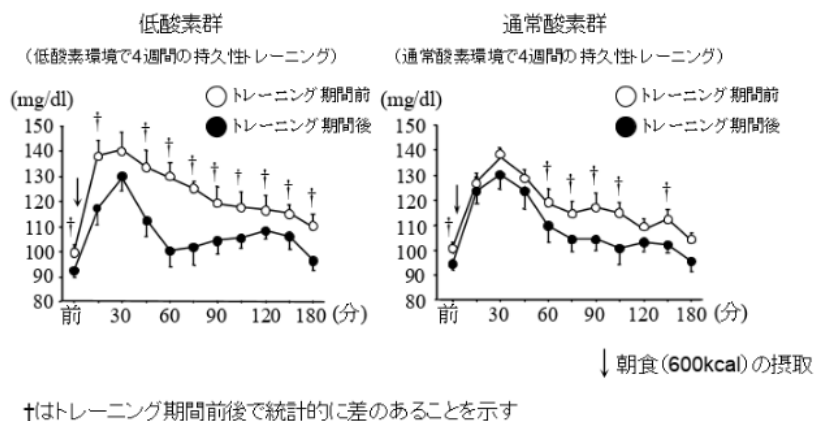 低酸素群
(低酸素環境で4週間の持久性トレーニング)
(mg/dl)
○トレーニング期間前
●トレーニング期間後
150
140
130
120
110
100
90
80
†
†
†
†
†
†
†
†
†
†
↓
前
30
60
90
120
180
(分)
通常酸素群
(通常酸素環境で4週間の持久性トレーニング)
(mg/dl)
○トレーニング期間前
●トレーニング期間後
150
140
130
120
110
100
90
80
†
†
†
†
†
†
↓
前
30
60
90
120
180
(分)
↓朝食(600kcal)の摂取
†はトレーニング期間前後で統計的に差のあることを示す